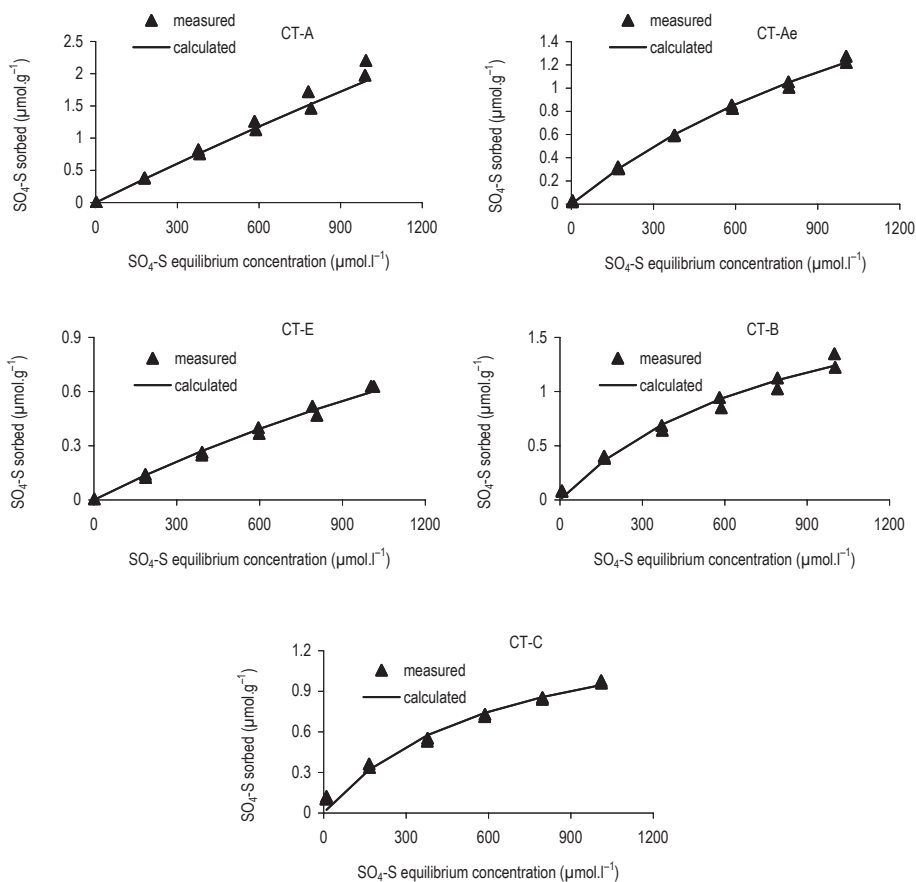 CT-A
measured
calculated
2.5
2
1.5
1
0.5
0
0
300
600
900
1200
SO₄-S sorbed (µmol.g⁻¹)
SO₄-S equilibrium concentration (µmol.l⁻¹)
CT-Ae
measured
calculated
1.4
1.2
1
0.8
0.6
0.4
0.2
0
0
300
600
900
1200
SO₄-S sorbed (µmol.g⁻¹)
SO₄-S equilibrium concentration (µmol.l⁻¹)
CT-E
measured
calculated
0.9
0.6
0.3
0
0
300
600
900
1200
SO₄-S sorbed (µmol.g⁻¹)
SO₄-S equilibrium concentration (µmol.l⁻¹)
CT-B
measured
calculated
1.5
1
0.5
0
0
300
600
900
1200
SO₄-S sorbed (µmol.g⁻¹)
SO₄-S equilibrium concentration (µmol.l⁻¹)
CT-C
measured
calculated
1.2
0.9
0.6
0.3
0
0
300
600
900
1200
SO₄-S sorbed (µmol.g⁻¹)
SO₄-S equilibrium concentration (µmol.l⁻¹)